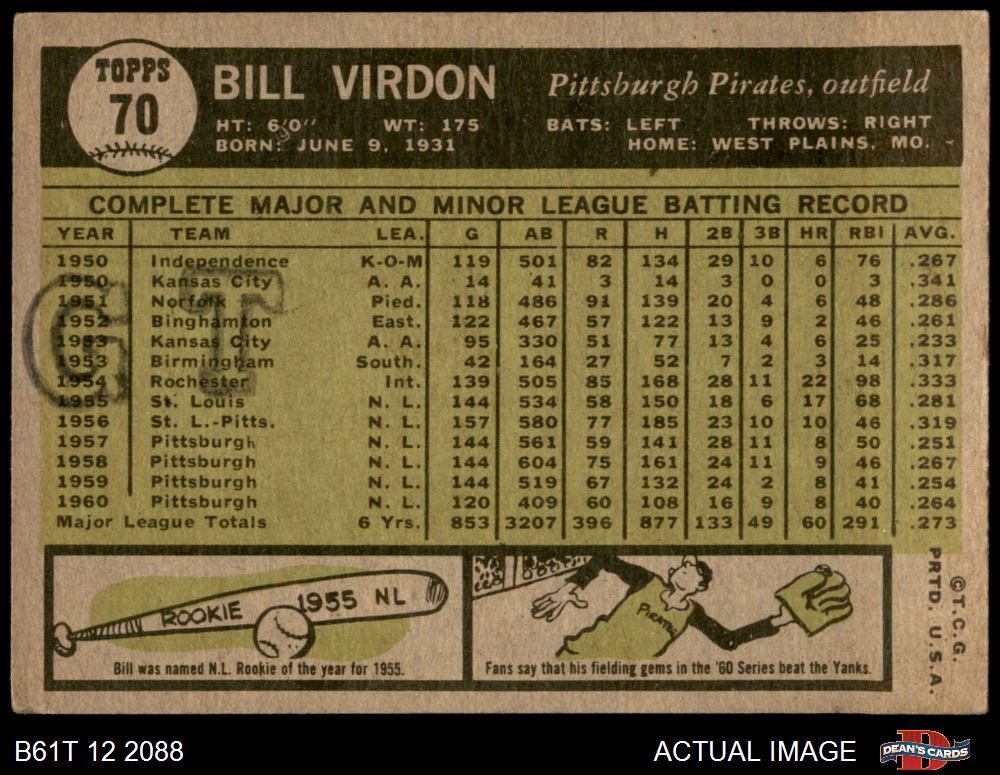 TOPPS
70
BILL VIRDON
Pittsburgh Pirates, outfield
HT: 6'0" WT: 175 BATS: LEFT THROWS: RIGHT
BORN: JUNE 9, 1931 HOME: WEST PLAINS, MO.
COMPLETE MAJOR AND MINOR LEAGUE BATTING RECORD
YEAR TEAM LEA. G AB R H 2B 3B HR RBI AVG.
1950 Independence K-O-M 119 501 82 134 29 10 6 76 .267
1950 Kansas City A. A. 14 41 3 14 3 0 0 3 .341
1951 Norfolk Pied. 118 486 91 139 20 4 6 48 .286
1952 Binghamton East. 122 467 57 122 13 9 2 46 .261
1953 Kansas City A. A. 95 330 51 77 13 4 6 25 .233
1953 Birmingham South. 42 164 27 52 7 2 3 14 .317
1954 Rochester Int. 139 505 85 168 28 11 22 98 .333
1955 St. Louis N. L. 144 534 58 150 18 6 17 68 .281
1956 St. L.-Pitts. N. L. 157 580 77 185 23 10 10 46 .319
1957 Pittsburgh N. L. 144 561 59 141 28 11 8 50 .251
1958 Pittsburgh N. L. 144 604 75 161 24 11 9 46 .267
1959 Pittsburgh N. L. 144 519 67 132 24 2 8 41 .254
1960 Pittsburgh N. L. 120 409 60 108 16 9 8 40 .264
Major League Totals 6 Yrs. 853 3207 396 877 133 49 60 291 .273
GT
ROOKIE 1955 NL
Bill was named N.L. Rookie of the year for 1955.
PIRATES
Fans say that his fielding gems in the '60 Series beat the Yanks.
©T.C.G.
PRTD. U.S.A.
B61T 12 2088
ACTUAL IMAGE
DEAN'S CARDS